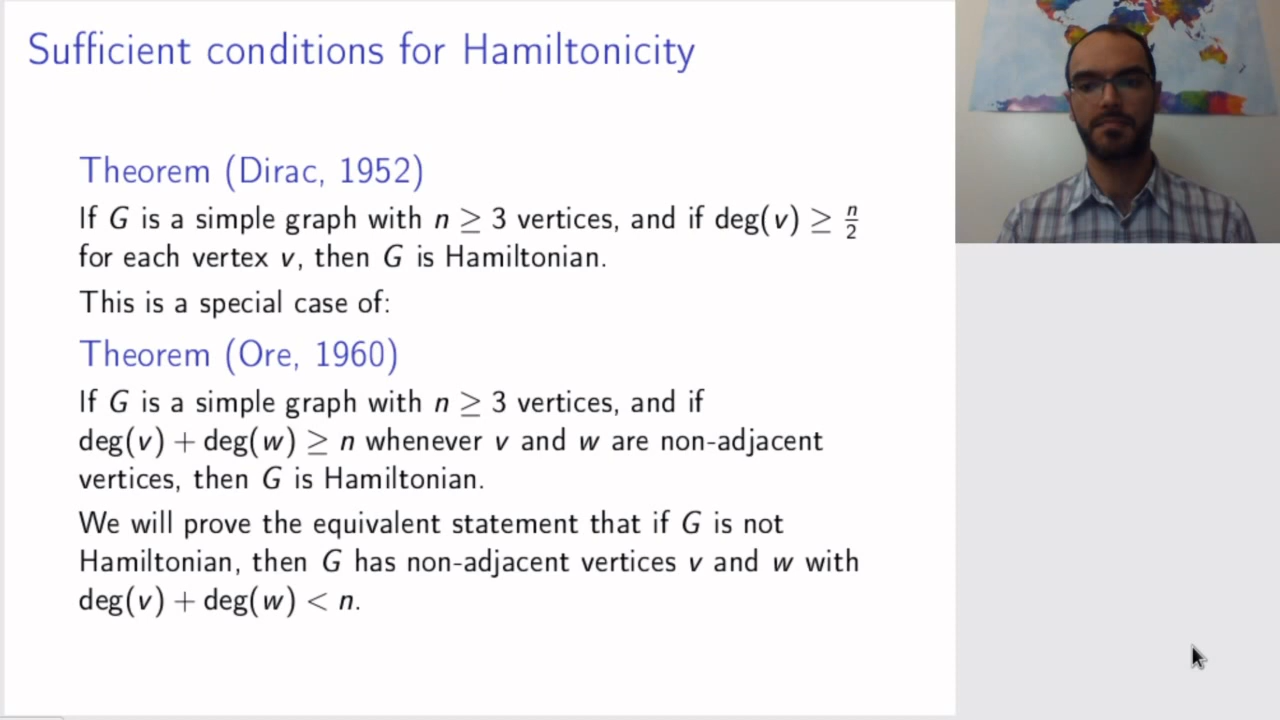 Sufficient conditions for Hamiltonicity
Theorem (Dirac, 1952)
If G is a simple graph with n ≥ 3 vertices, and if deg(v) ≥ n/2
for each vertex v, then G is Hamiltonian.
This is a special case of:
Theorem (Ore, 1960)
If G is a simple graph with n ≥ 3 vertices, and if
deg(v) + deg(w) ≥ n whenever v and w are non-adjacent
vertices, then G is Hamiltonian.
We will prove the equivalent statement that if G is not
Hamiltonian, then G has non-adjacent vertices v and w with
deg(v) + deg(w) < n.